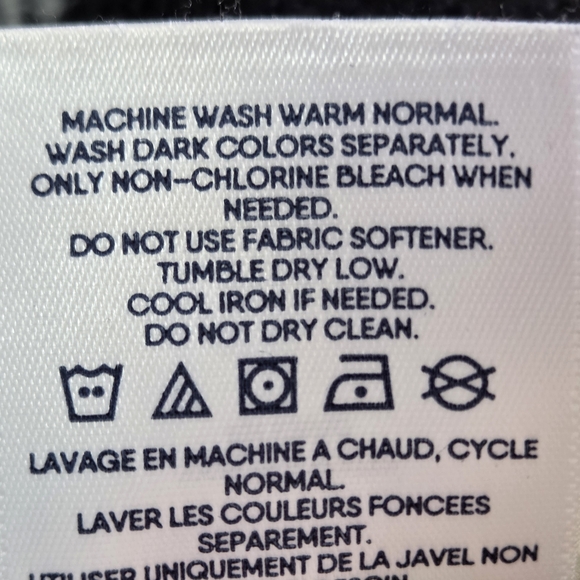 MACHINE WASH WARM NORMAL.
WASH DARK COLORS SEPARATELY.
ONLY NON-CHLORINE BLEACH WHEN
NEEDED.
DO NOT USE FABRIC SOFTENER.
TUMBLE DRY LOW.
COOL IRON IF NEEDED.
DO NOT DRY CLEAN.
LAVAGE EN MACHINE A CHAUD, CYCLE
NORMAL.
LAVER LES COULEURS FONCEES
SEPAREMENT.
UTILISER UNIQUEMENT DE LA JAVEL NON